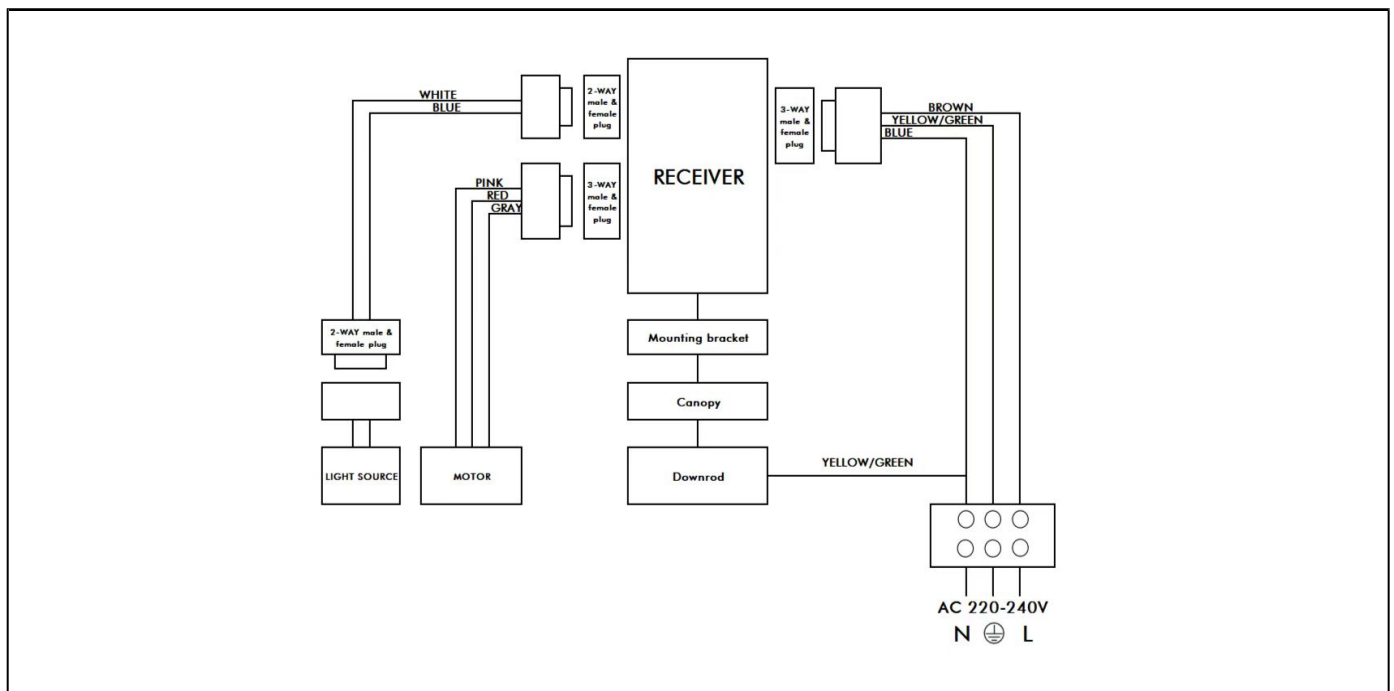 WHITE
BLUE
2-WAY
male &
female
plug
RECEIVER
3-WAY
male &
female
plug
BROWN
YELLOW/GREEN
BLUE
PINK
RED
GRAY
3-WAY
male &
female
plug
2-WAY male &
female plug
Mounting bracket
Canopy
LIGHT SOURCE
MOTOR
Downrod
YELLOW/GREEN
AC 220-240V
N L